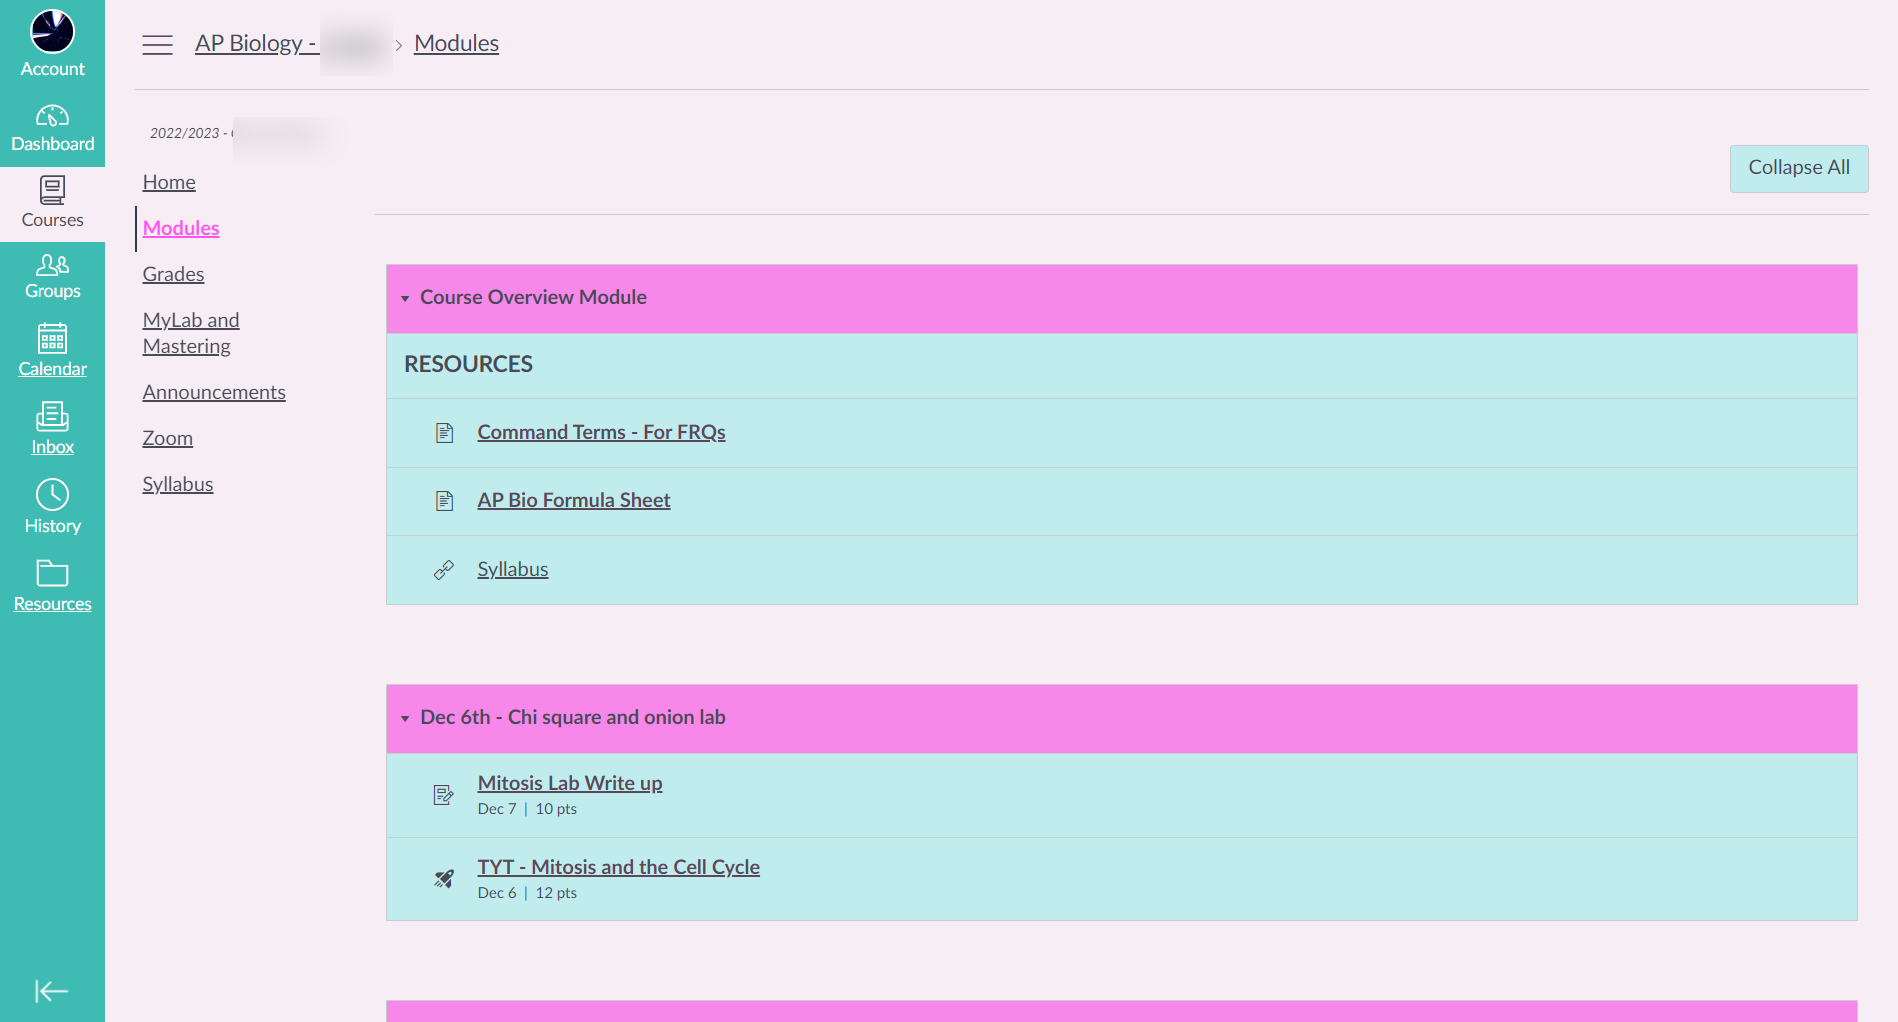 Account
Dashboard
Courses
Groups
Calendar
Inbox
History
Resources
AP Biology - 
Modules
2022/2023 - 
Home
Modules
Grades
MyLab and
Mastering
Announcements
Zoom
Syllabus
Collapse All
Course Overview Module
RESOURCES
Command Terms - For FRQs
AP Bio Formula Sheet
Syllabus
Dec 6th - Chi square and onion lab
Mitosis Lab Write up
Dec 7 | 10 pts
TYT - Mitosis and the Cell Cycle
Dec 6 | 12 pts